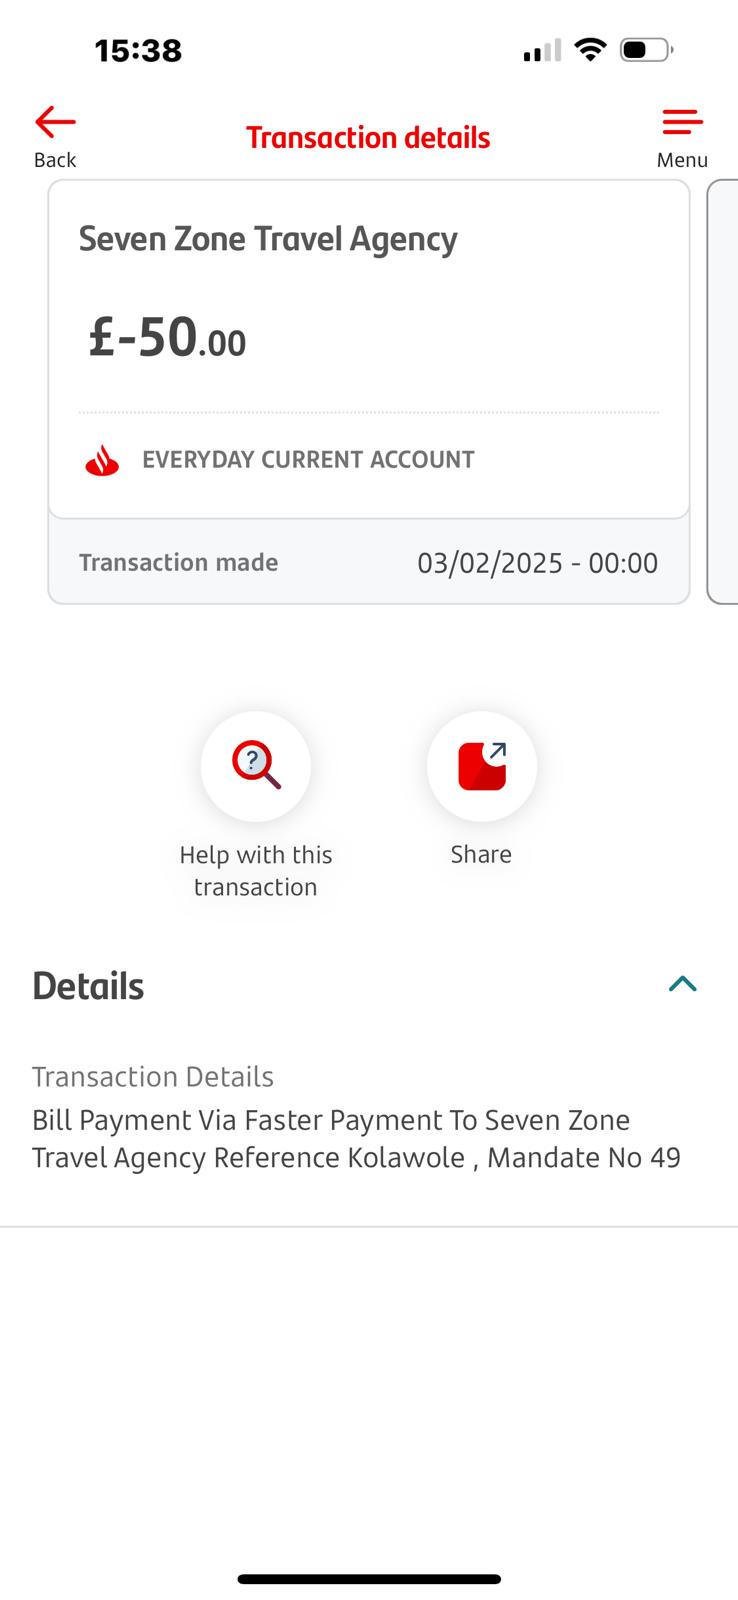 15:38
Back
Transaction details
Menu
Seven Zone Travel Agency
£-50.00
EVERYDAY CURRENT ACCOUNT
Transaction made 03/02/2025 - 00:00
?
Help with this
transaction
Share
Details
Transaction Details
Bill Payment Via Faster Payment To Seven Zone
Travel Agency Reference Kolawole , Mandate No 49